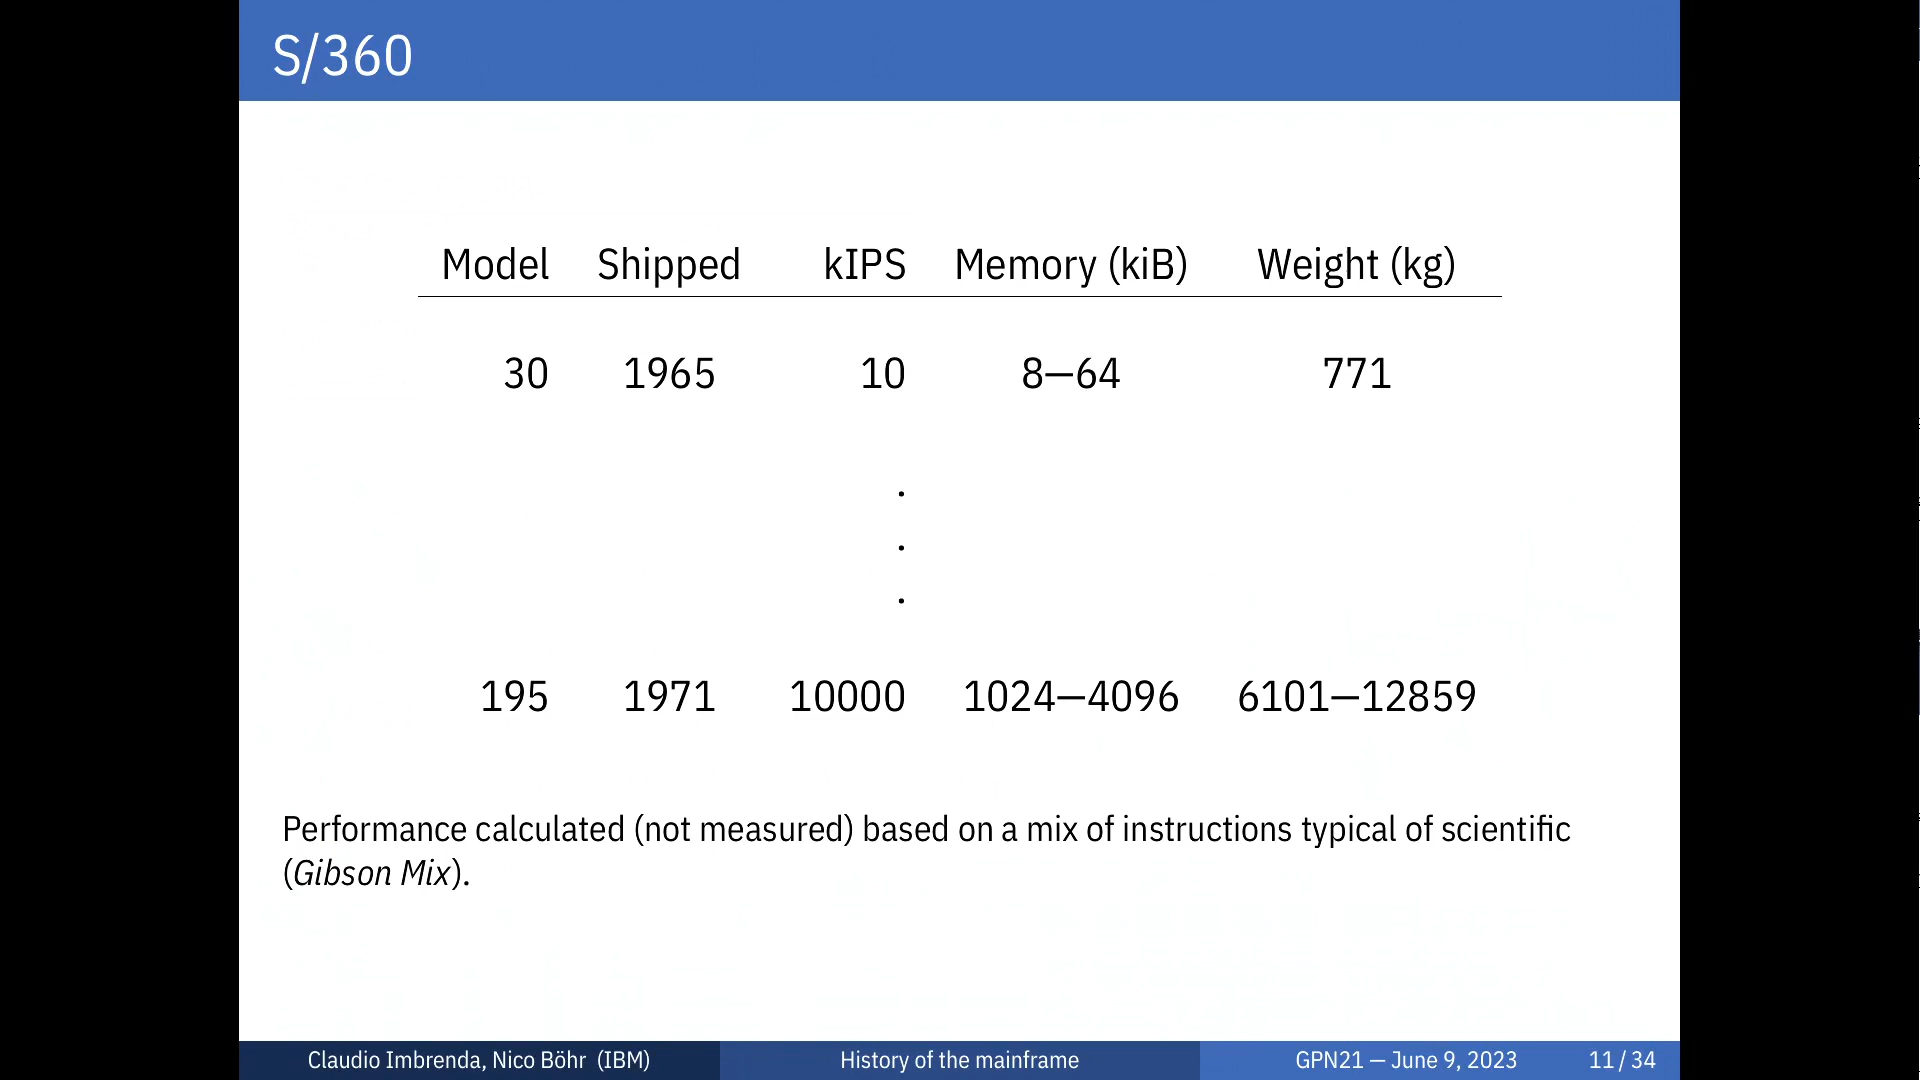 S/360
Model Shipped kIPS Memory (kiB) Weight (kg)
30 1965 10 8—64 771
.
.
.
195 1971 10000 1024—4096 6101—12859
Performance calculated (not measured) based on a mix of instructions typical of scientific
(Gibson Mix).
Claudio Imbrenda, Nico Böhr (IBM) History of the mainframe GPN21 — June 9, 2023 11 / 34